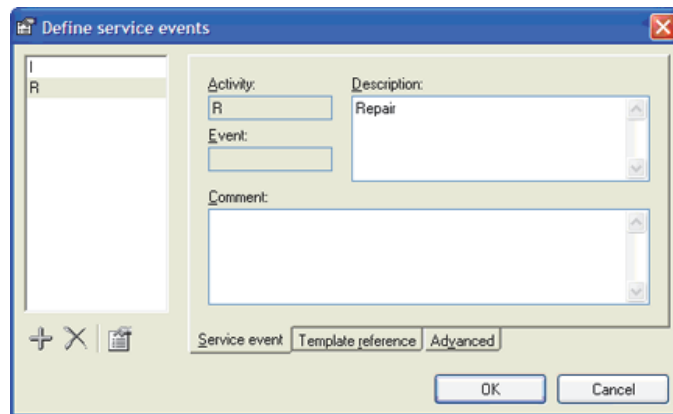 Define service events
I
R
Activity:
Description:
R
Repair
Event:
Comment:
Service event
Template reference
Advanced
OK
Cancel